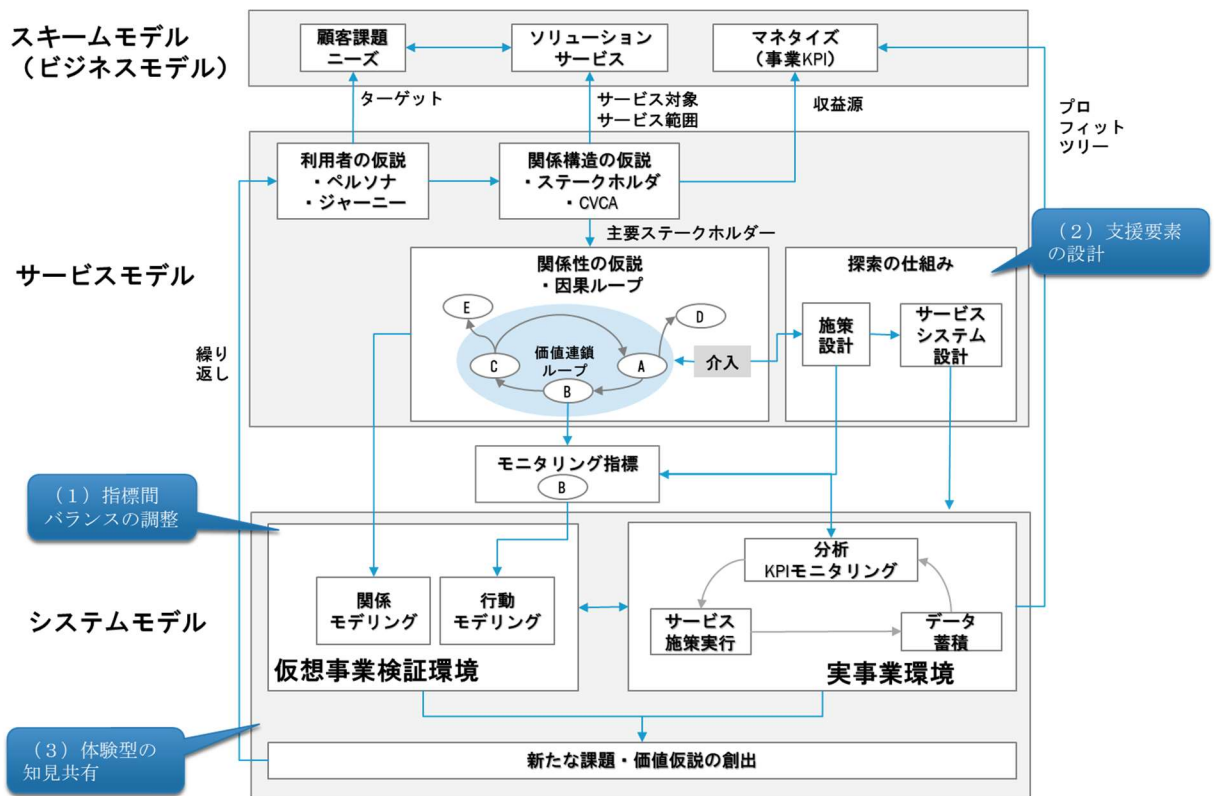 スキームモデル
（ビジネスモデル）
顧客課題
ニーズ
ソリューション
サービス
マネタイズ
（事業KPI）
ターゲット
サービス対象
サービス範囲
収益源
プロ
フィット
ツリー
利用者の仮説
・ペルソナ
・ジャーニー
関係構造の仮説
・ステークホルダ
・CVCA
主要ステークホルダー
（２）支援要素
の設計
サービスモデル
関係性の仮説
・因果ループ
E
D
価値連鎖
ループ
C
A
B
介入
探索の仕組み
施策
設計
サービス
システム
設計
繰り
返し
モニタリング指標
B
（１）指標間
バランスの調整
システムモデル
関係
モデリング
行動
モデリング
仮想事業検証環境
分析
KPIモニタリング
サービス
施策実行
データ
蓄積
実事業環境
（３）体験型の
知見共有
新たな課題・価値仮説の創出